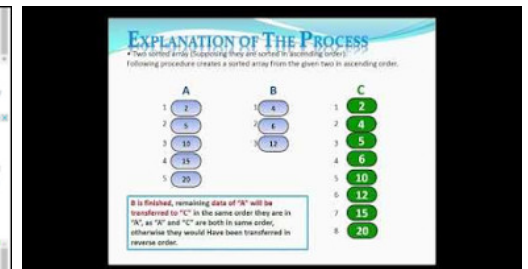 EXPLANATION OF THE PROCESS
• Two sorted array (Supposing they are sorted in ascending order).
Following procedure creates a sorted array from the given two in ascending order.
A B C
1 2 1 4 1 2
2 5 2 6 2 4
3 10 3 12 3 5
4 15 4 6
5 20 5 10
6 12
7 15
8 20
B is finished, remaining data of "A" will be
transferred to "C" in the same order they are in
"A", as "A" and "C" are both in same order,
otherwise they would Have been transferred in
reverse order.